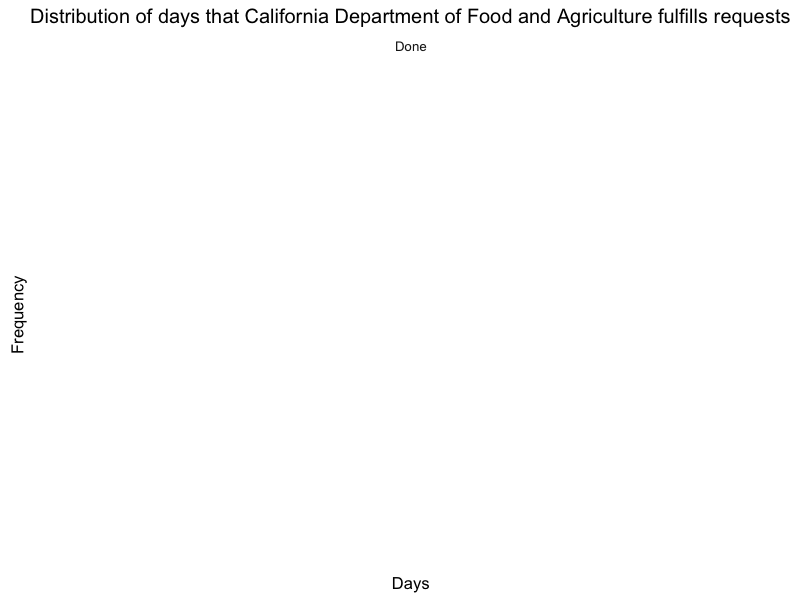 Distribution of days that California Department of Food and Agriculture fulfills requests
Done
Frequency
Days